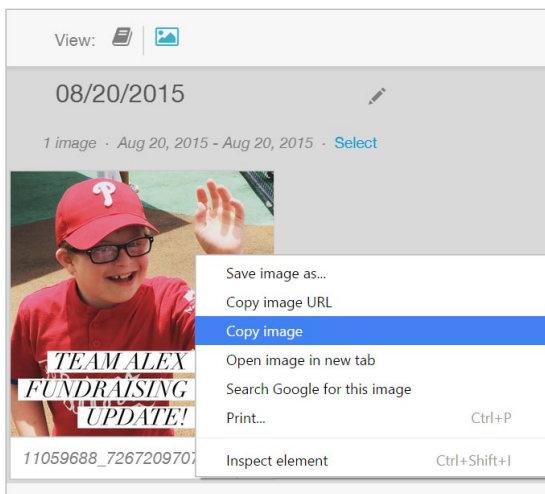 View:
08/20/2015
1 image · Aug 20, 2015 - Aug 20, 2015 · Select
P
Save image as...
Copy image URL
Copy image
Open image in new tab
Search Google for this image
Print... Ctrl+P
Inspect element Ctrl+Shift+I
TEAM ALEX
FUNDRAISING
UPDATE!